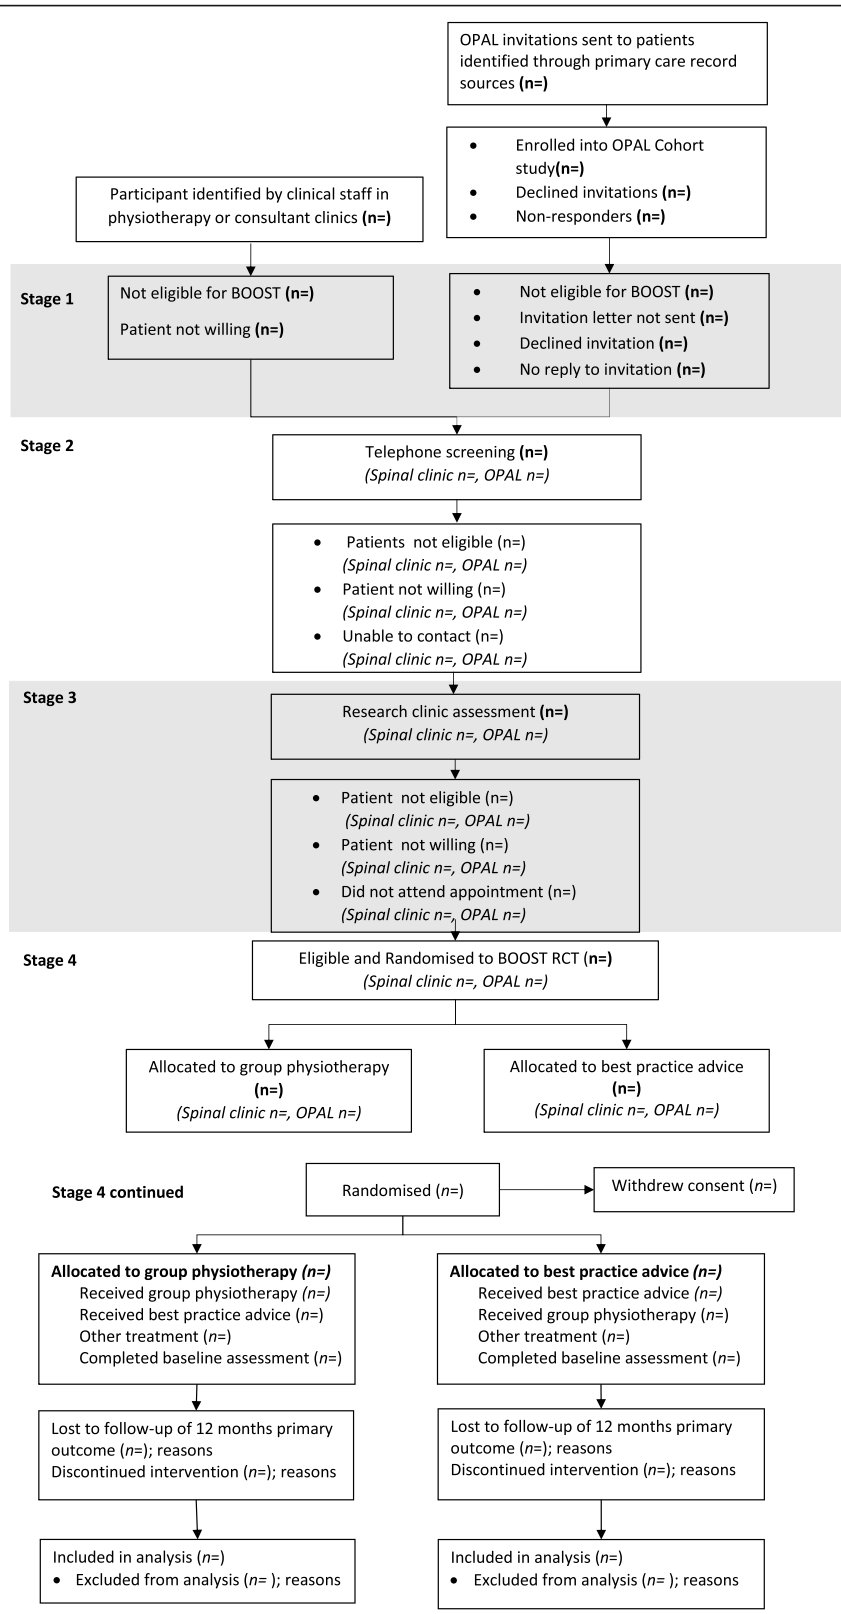 OPAL invitations sent to patients
identified through primary care record
sources (n=)
• Enrolled into OPAL Cohort
study(n=)
• Declined invitations (n=)
• Non-responders (n=)
Participant identified by clinical staff in
physiotherapy or consultant clinics (n=)
Stage 1
Not eligible for BOOST (n=)
Patient not willing (n=)
• Not eligible for BOOST (n=)
• Invitation letter not sent (n=)
• Declined invitation (n=)
• No reply to invitation (n=)
Stage 2
Telephone screening (n=)
(Spinal clinic n=, OPAL n=)
• Patients not eligible (n=)
(Spinal clinic n=, OPAL n=)
• Patient not willing (n=)
(Spinal clinic n=, OPAL n=)
• Unable to contact (n=)
(Spinal clinic n=, OPAL n=)
Stage 3
Research clinic assessment (n=)
(Spinal clinic n=, OPAL n=)
• Patient not eligible (n=)
(Spinal clinic n=, OPAL n=)
• Patient not willing (n=)
(Spinal clinic n=, OPAL n=)
• Did not attend appointment (n=)
(Spinal clinic n=, OPAL n=)
Stage 4
Eligible and Randomised to BOOST RCT (n=)
(Spinal clinic n=, OPAL n=)
Allocated to group physiotherapy
(n=)
(Spinal clinic n=, OPAL n=)
Allocated to best practice advice
(n=)
(Spinal clinic n=, OPAL n=)
Stage 4 continued
Randomised (n=)
Withdrew consent (n=)
Allocated to group physiotherapy (n=)
Received group physiotherapy (n=)
Received best practice advice (n=)
Other treatment (n=)
Completed baseline assessment (n=)
Allocated to best practice advice (n=)
Received best practice advice (n=)
Received group physiotherapy (n=)
Other treatment (n=)
Completed baseline assessment (n=)
Lost to follow-up of 12 months primary
outcome (n=); reasons
Discontinued intervention (n=); reasons
Lost to follow-up of 12 months primary
outcome (n=); reasons
Discontinued intervention (n=); reasons
Included in analysis (n=)
• Excluded from analysis (n= ); reasons
Included in analysis (n=)
• Excluded from analysis (n= ); reasons